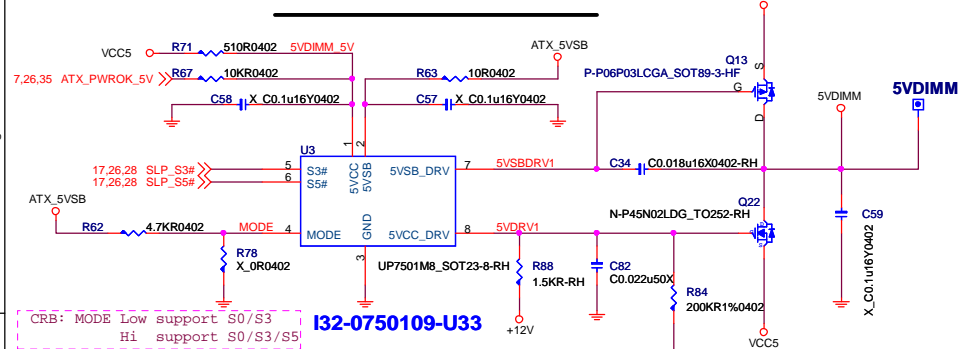 VCC5 R71 510R0402 5VDIMM_5V
ATX_5VSB
7,26,35 ATX_PWROK_5V R67 10KR0402 R63 10R0402
C58 X_C0.1u16Y0402 C57 X_C0.1u16Y0402
Q13
P-P06P03LCGA_SOT89-3-HF
S
G
D
5VDIMM
5VDIMM
U3
1 2
17,26,28 SLP_S3# 5 S3# 5VCC 5VSB 5VSB_DRV 7 5VSBDRV1 C34 C0.018u16X0402-RH
17,26,28 SLP_S5# 6 S5#
ATX_5VSB
R62 4.7KR0402 MODE 4 MODE GND 5VCC_DRV 8 5VDRV1
Q22
N-P45N02LDG_TO252-RH
C59
X_C0.1u16Y0402
R78
X_0R0402
3
UP7501M8_SOT23-8-RH
R88
1.5KR-RH
C82
C0.022u50X
R84
200KR1%0402
+12V
VCC5
CRB: MODE Low support S0/S3
Hi support S0/S3/S5
I32-0750109-U33